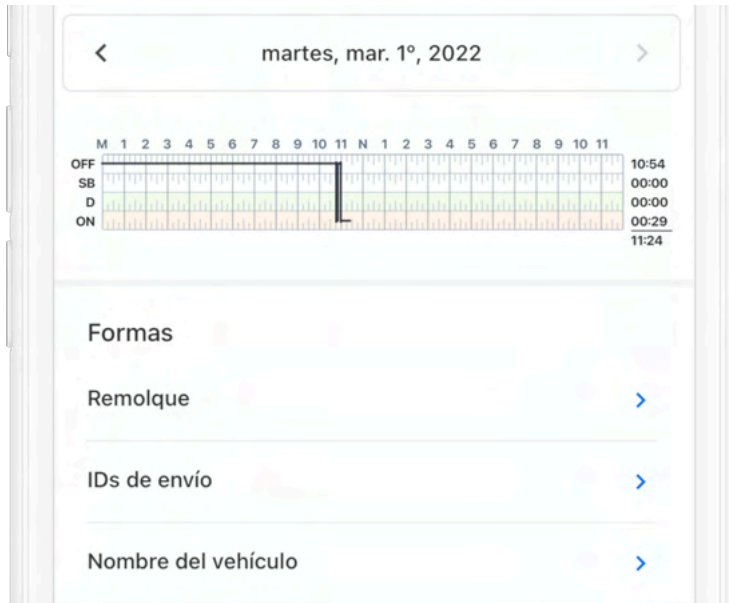 martes, mar. 1º, 2022
M 1 2 3 4 5 6 7 8 9 10 11 N 1 2 3 4 5 6 7 8 9 10 11
OFF 10:54
SB 00:00
D 00:00
ON 00:29
11:24
Formas
Remolque
IDs de envío
Nombre del vehículo